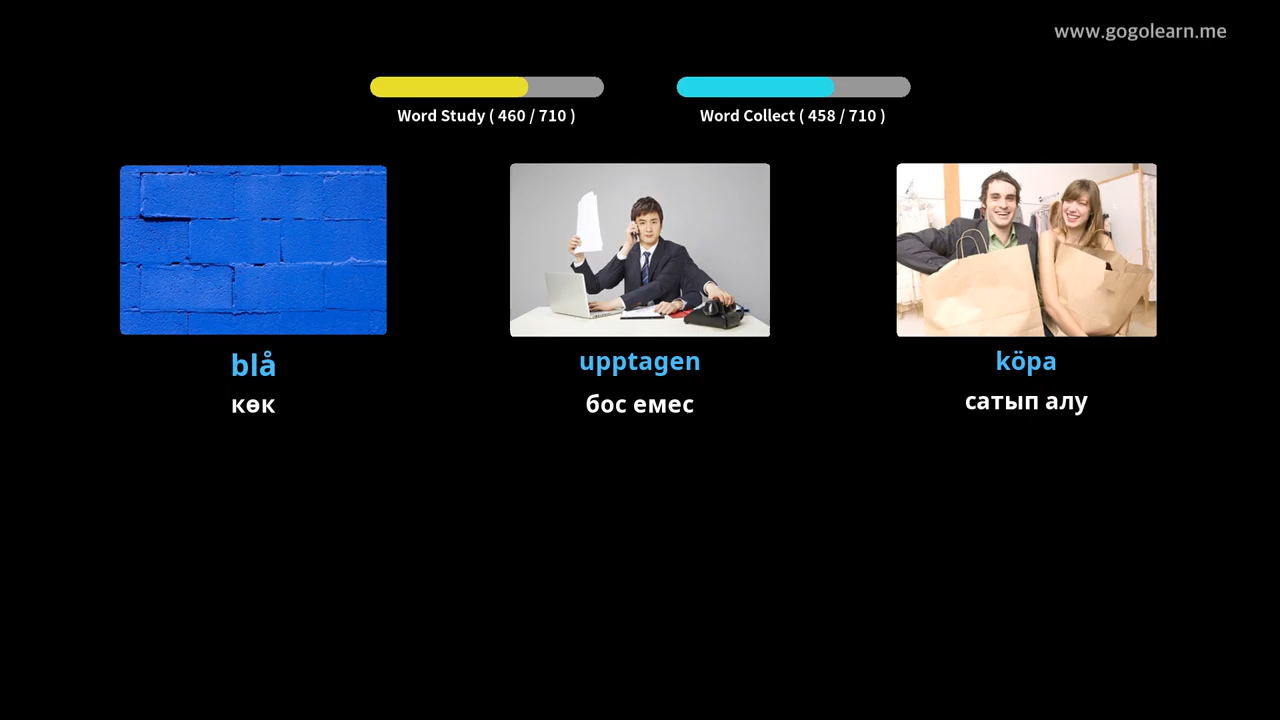 www.gogolearn.me
Word Study ( 460 / 710 )
Word Collect ( 458 / 710 )
blå
көк
upptagen
бос емес
köpa
сатып алу